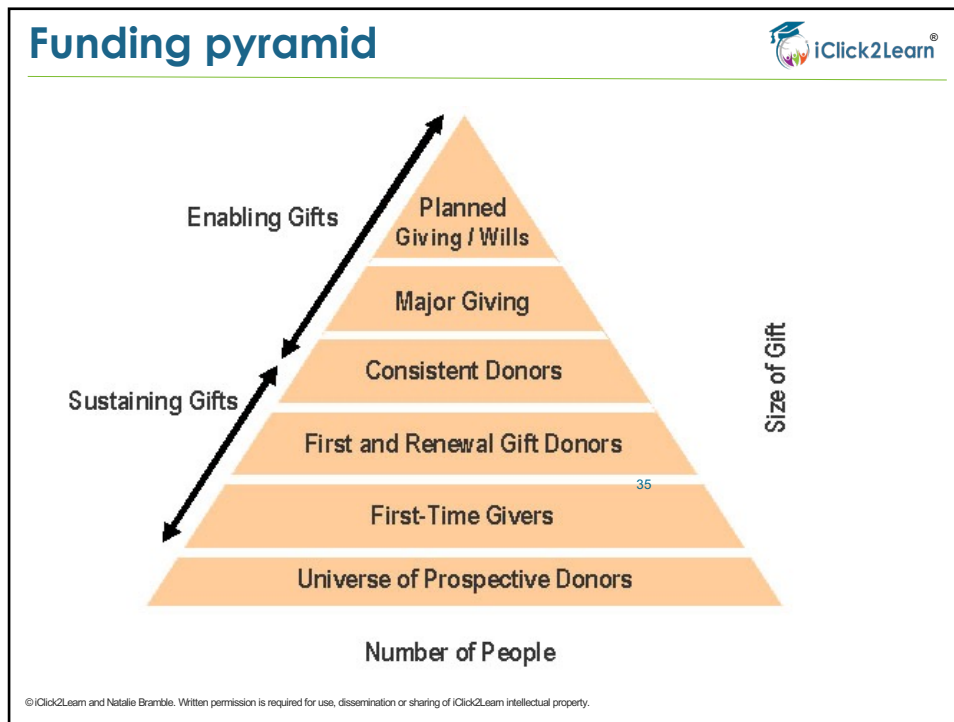 Funding pyramid
iClick2Learn®
Enabling Gifts
Planned
Giving / Wills
Major Giving
Size of Gift
Consistent Donors
Sustaining Gifts
First and Renewal Gift Donors
35
First-Time Givers
Universe of Prospective Donors
Number of People
© iClick2Learn and Natalie Bramble. Written permission is required for use, dissemination or sharing of iClick2Learn intellectual property.